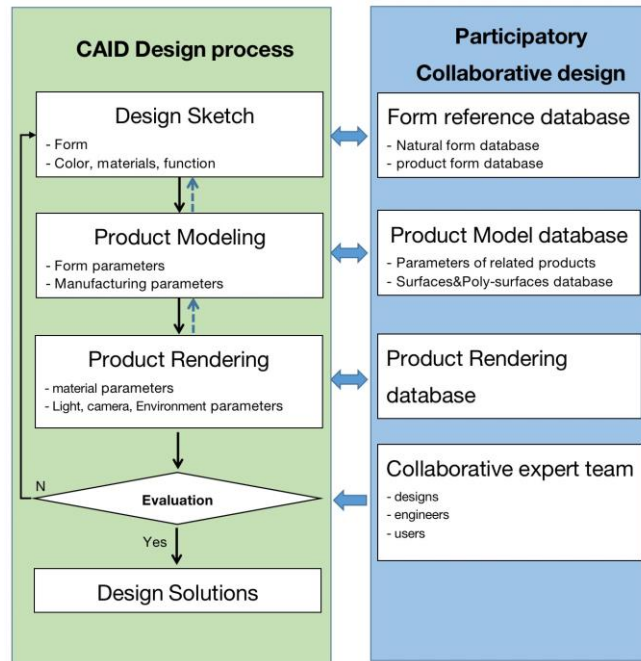 CAID Design process
Design Sketch
- Form
- Color, materials, function
Product Modeling
- Form parameters
- Manufacturing parameters
Product Rendering
- material parameters
- Light, camera, Environment parameters
N
Evaluation
Yes
Design Solutions
Participatory
Collaborative design
Form reference database
- Natural form database
- product form database
Product Model database
- Parameters of related products
- Surfaces&Poly-surfaces database
Product Rendering
database
Collaborative expert team
- designs
- engineers
- users